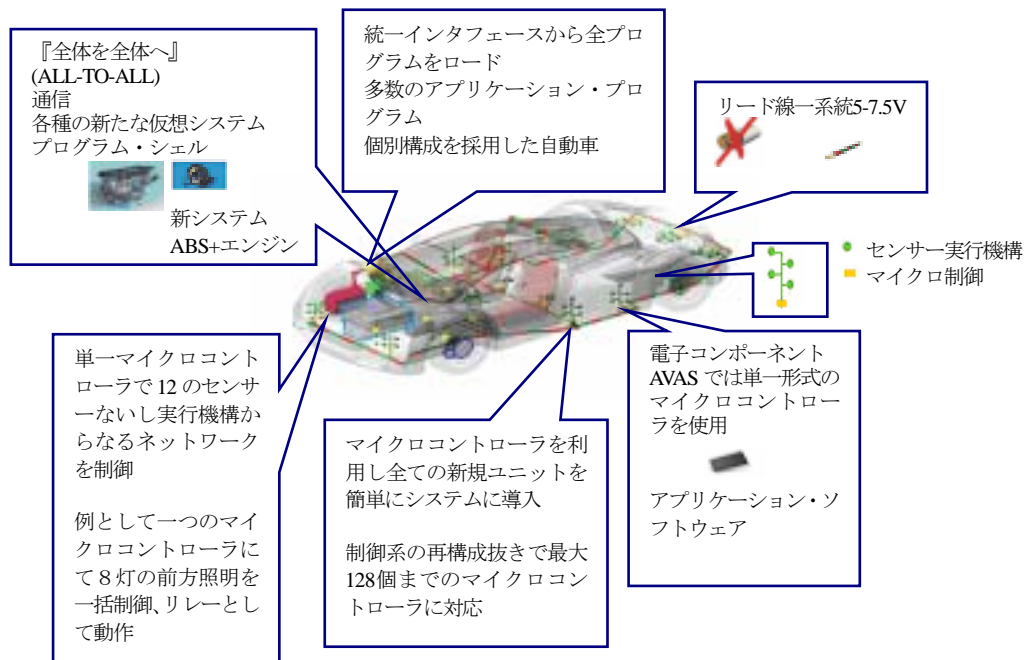 『全体を全体へ』
(ALL-TO-ALL)
通信
各種の新たな仮想システム
プログラム・シェル
新システム
ABS+エンジン
統一インタフェースから全プロ
グラムをロード
多数のアプリケーション・プロ
グラム
個別構成を採用した自動車
リード線一系統5-7.5V
センサー実行機構
マイクロ制御
単一マイクロコント
ローラで 12 のセンサ
ーないし実行機構か
らなるネットワーク
を制御
例として一つのマイ
クロコントローラに
て８灯の前方照明を
一括制御、リレーとし
て動作
マイクロコントローラを利
用し全ての新規ユニットを
簡単にシステムに導入
制御系の再構成抜きで最大
128個までのマイクロコン
トローラに対応
電子コンポーネント
AVAS では単一形式の
マイクロコントロー
ラを使用
アプリケーション・ソ
フトウェア